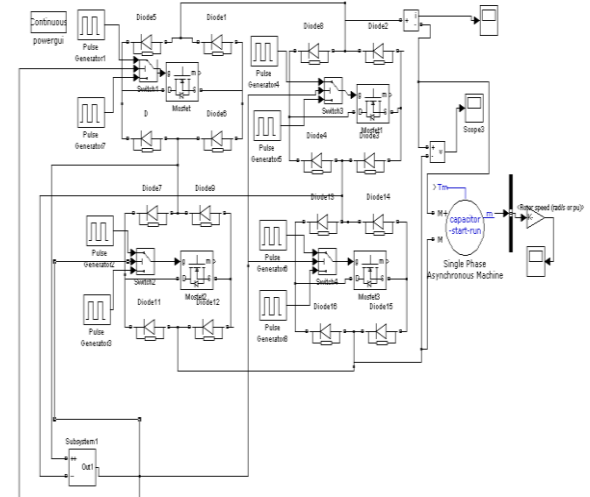 Continuous
powergui
Pulse
Generator1
Diode5
Diode1
Switch1
g m
D S
Mosfet
Pulse
Generator7
D
Diode6
Diode8
Diode2
Pulse
Generator4
Switch3
g m
D S
Mosfet1
Pulse
Generator5
Diode4
Diode3
+
-
i
+
-
v
Scope3
Tm
M+
M
capacitor
-start-run
m
<Rotor speed (rad/s or pu)>
K-
Single Phase
Asynchronous Machine
Diode7
Diode9
Pulse
Generator2
Switch2
g m
D S
Mosfet2
Pulse
Generator3
Diode11
Diode12
Diode13
Diode14
Pulse
Generator6
Switch4
g m
D S
Mosfet3
Pulse
Generator8
Diode16
Diode15
Subsystem1
++
-
Out1